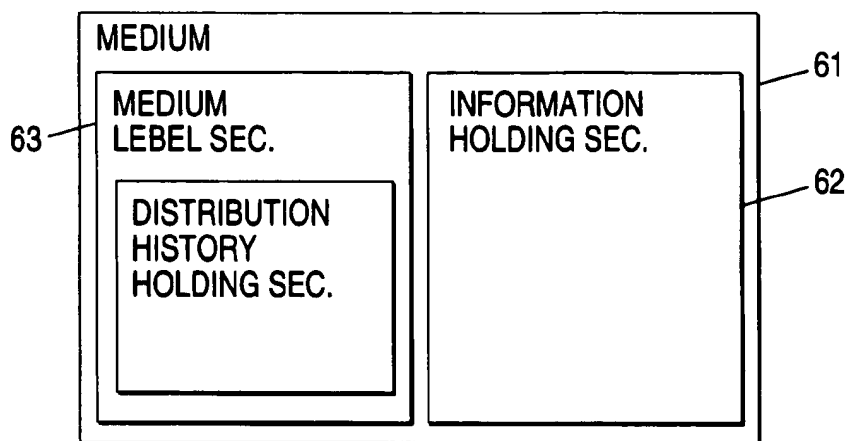 MEDIUM
61
63
MEDIUM
LEBEL SEC.
INFORMATION
HOLDING SEC.
62
DISTRIBUTION
HISTORY
HOLDING SEC.